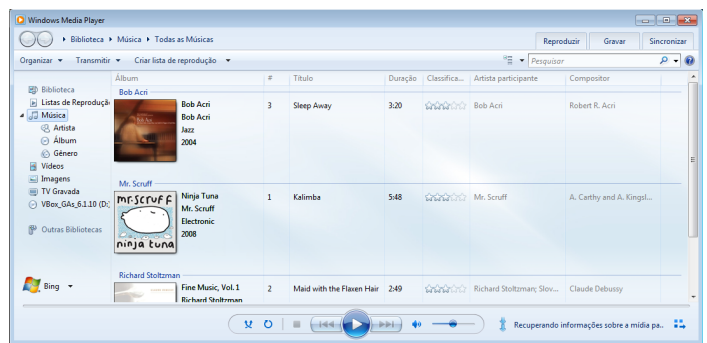 Windows Media Player
Biblioteca Música Todas as Músicas
Reproduzir Gravar Sincronizar
Organizar Transmitir Criar lista de reprodução
Pesquisar
Álbum # Título Duração Classifica... Artista participante Compositor
Biblioteca
Listas de Reproduçã
Música
Artista
Álbum
Gênero
Vídeos
Imagens
TV Gravada
VBox_GAs_6.1.10 (D:)
Outras Bibliotecas
Bing
Bob Acri
Bob Acri 3 Sleep Away 3:20 Bob Acri Robert R. Acri
Bob Acri
Jazz
2004
Mr. Scruff
mr.scruff
ninja tuna
Ninja Tuna 1 Kalimba 5:48 Mr. Scruff A. Carthy and A. Kingsl...
Mr. Scruff
Electronic
2008
Richard Stoltzman
Fine Music, Vol. 1 2 Maid with the Flaxen Hair 2:49 Richard Stoltzman; Slov... Claude Debussy
Richard Stoltzman
Recuperando informações sobre a mídia pa..